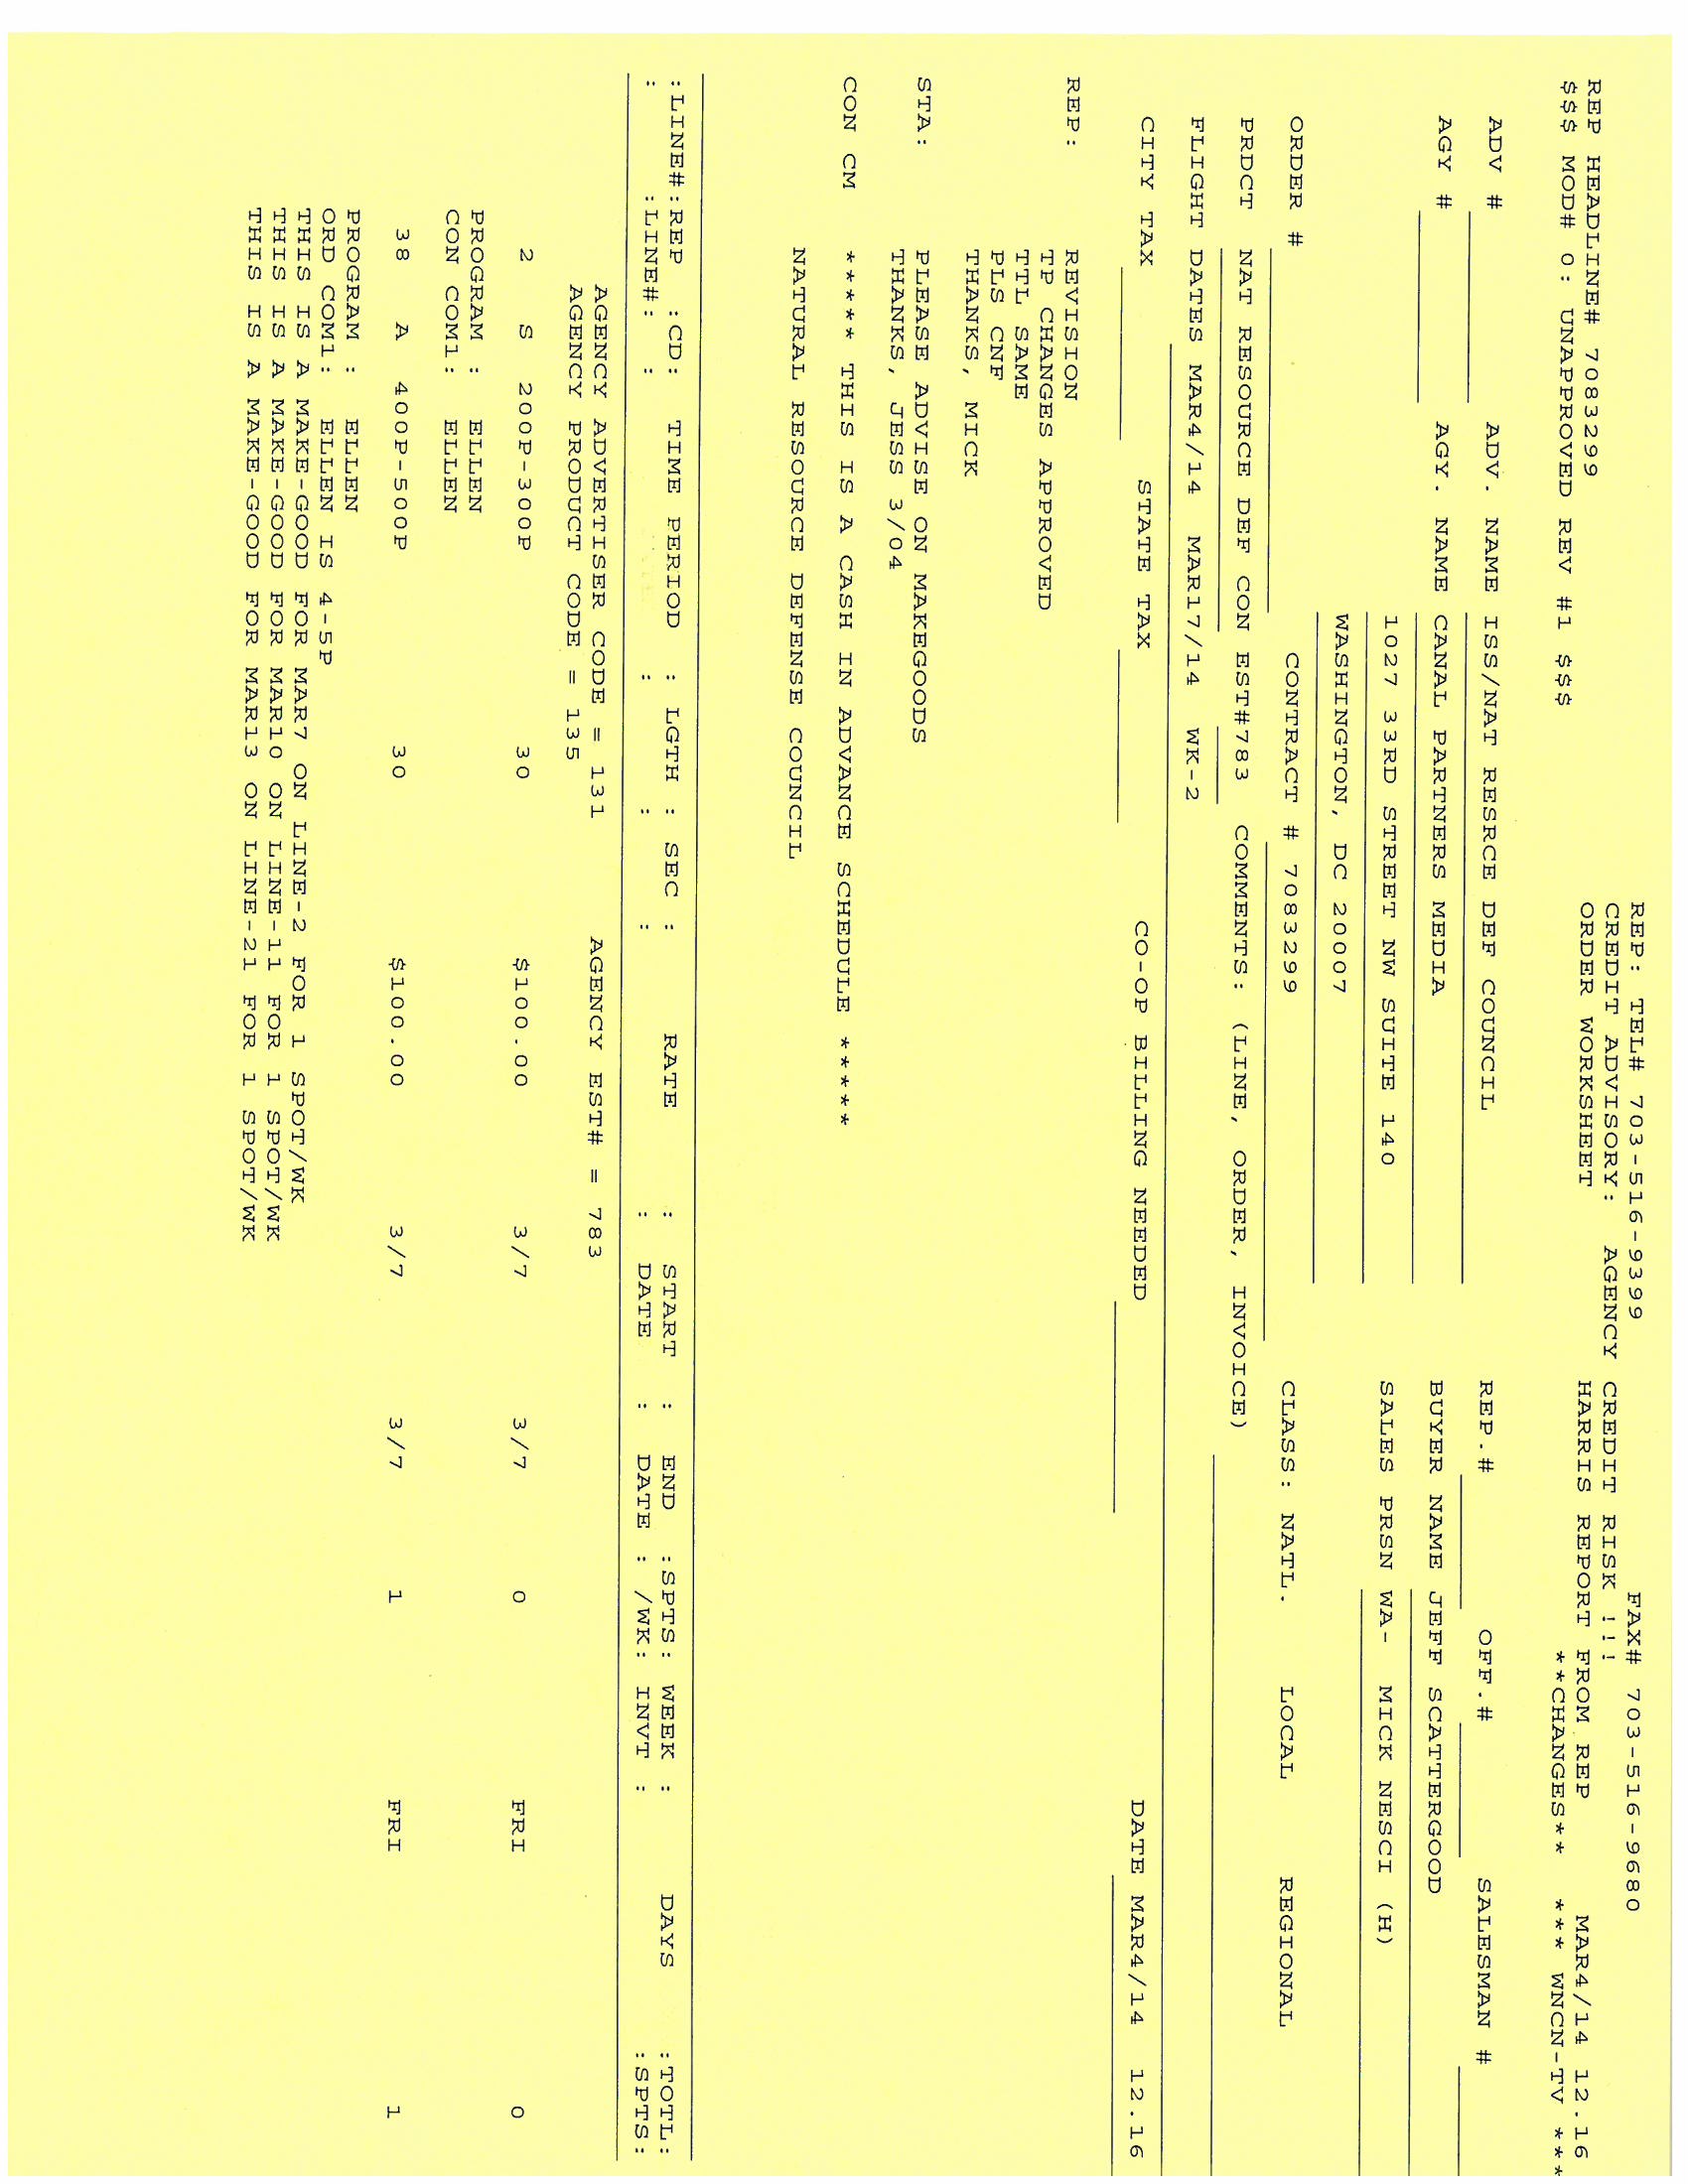 REP: TEL# 703-516-9399 FAX# 703-516-9680
CREDIT ADVISORY: AGENCY CREDIT RISK !!!
REP HEADLINE# 7083299 ORDER WORKSHEET HARRIS REPORT FROM REP MAR4/14 12.16
$$$ MOD# 0: UNAPPROVED REV #1 $$$ **CHANGES** *** WNCN-TV ***
ADV # ADV. NAME ISS/NAT RESRCE DEF COUNCIL REP.# OFF.# SALESMAN #
AGY # AGY. NAME CANAL PARTNERS MEDIA BUYER NAME JEFF SCATTERGOOD
1027 33RD STREET NW SUITE 140 SALES PRSN WA- MICK NESCI (H)
WASHINGTON, DC 20007
ORDER # CONTRACT # 7083299 CLASS: NATL. LOCAL REGIONAL
PRDCT NAT RESOURCE DEF CON EST#783 COMMENTS: (LINE, ORDER, INVOICE)
FLIGHT DATES MAR4/14 MAR17/14 WK-2
CITY TAX STATE TAX CO-OP BILLING NEEDED DATE MAR4/14 12.16
REP: REVISION
TP CHANGES APPROVED
TTL SAME
PLS CNF
THANKS, MICK
STA: PLEASE ADVISE ON MAKEGOODS
THANKS, JESS 3/04
CON CM ***** THIS IS A CASH IN ADVANCE SCHEDULE *****
NATURAL RESOURCE DEFENSE COUNCIL
:LINE#:REP :CD: TIME PERIOD : LGTH : SEC : RATE : START : END :SPTS: WEEK : DAYS :TOTL:
: :LINE#: : : : : : DATE : DATE : /WK: INVT : :SPTS:
AGENCY ADVERTISER CODE = 131 AGENCY EST# = 783
AGENCY PRODUCT CODE = 135
2 S 200P-300P 30 $100.00 3/7 3/7 0 FRI 0
PROGRAM : ELLEN
CON COM1: ELLEN
38 A 400P-500P 30 $100.00 3/7 3/7 1 FRI 1
PROGRAM : ELLEN
ORD COM1: ELLEN IS 4-5P
THIS IS A MAKE-GOOD FOR MAR7 ON LINE-2 FOR 1 SPOT/WK
THIS IS A MAKE-GOOD FOR MAR10 ON LINE-11 FOR 1 SPOT/WK
THIS IS A MAKE-GOOD FOR MAR13 ON LINE-21 FOR 1 SPOT/WK